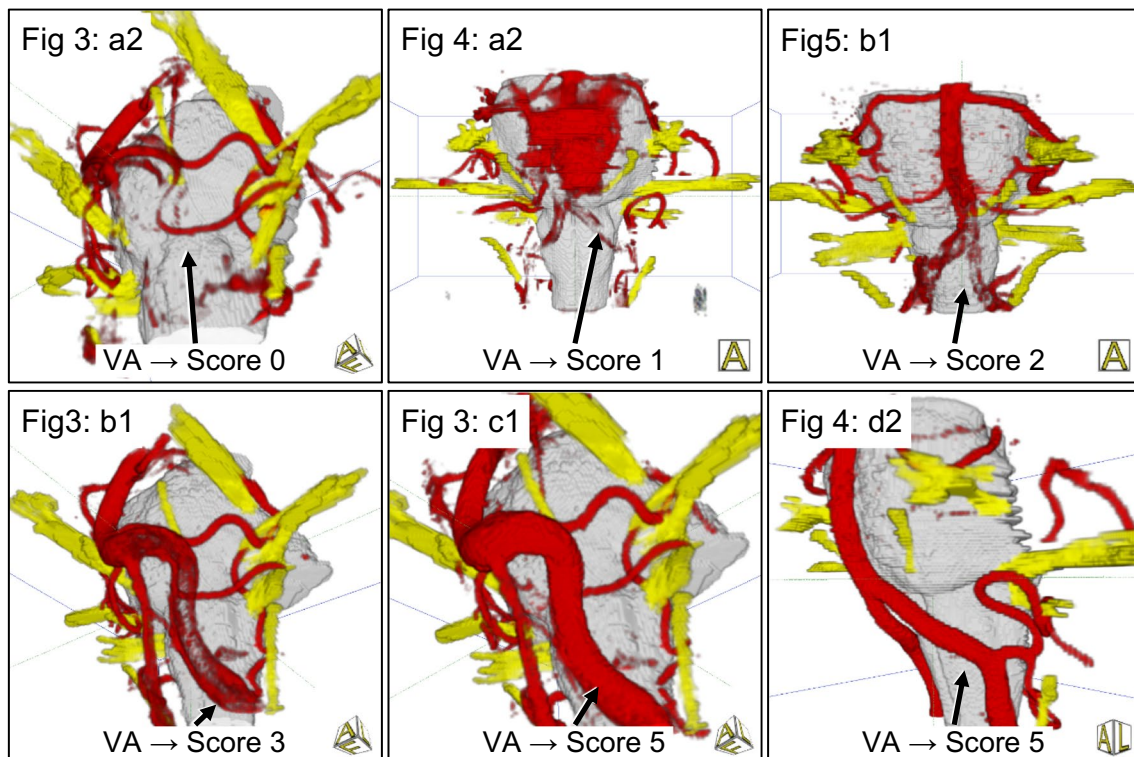 Fig 3: a2
VA → Score 0
Fig 4: a2
VA → Score 1
A
Fig5: b1
VA → Score 2
A
Fig3: b1
VA → Score 3
Fig 3: c1
VA → Score 5
Fig 4: d2
VA → Score 5
A L